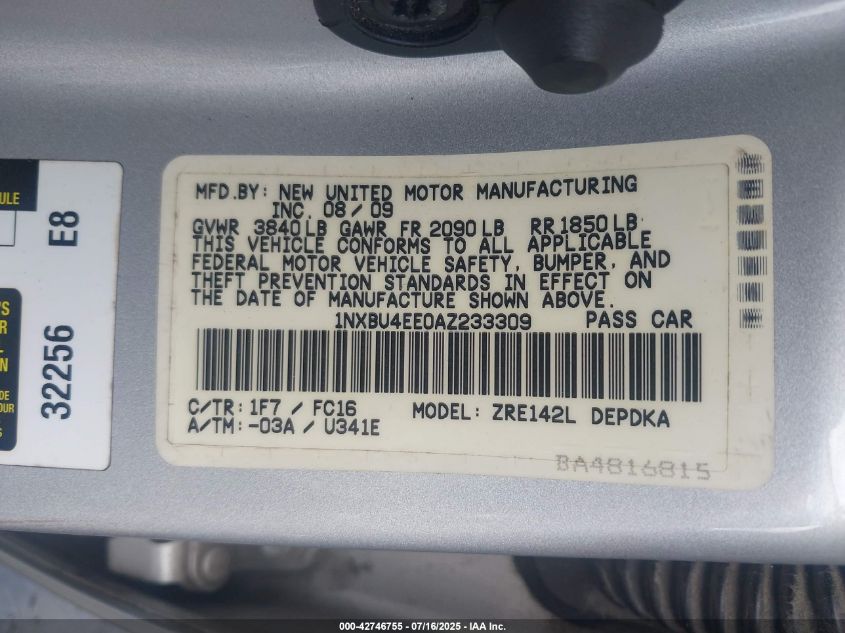 MFD.BY: NEW UNITED MOTOR MANUFACTURING
INC. 08/09
GVWR 3840LB GAWR FR 2090LB RR 1850LB
THIS VEHICLE CONFORMS TO ALL APPLICABLE
FEDERAL MOTOR VEHICLE SAFETY, BUMPER, AND
THEFT PREVENTION STANDARDS IN EFFECT ON
THE DATE OF MANUFACTURE SHOWN ABOVE.
1NXBU4EE0AZ233309 PASS CAR
C/TR: 1F7 / FC16 MODEL: ZRE142L DEPDKA
A/TM: -03A / U341E
BA4816815
32256 E8
000-42746755 - 07/16/2025 - IAA Inc.